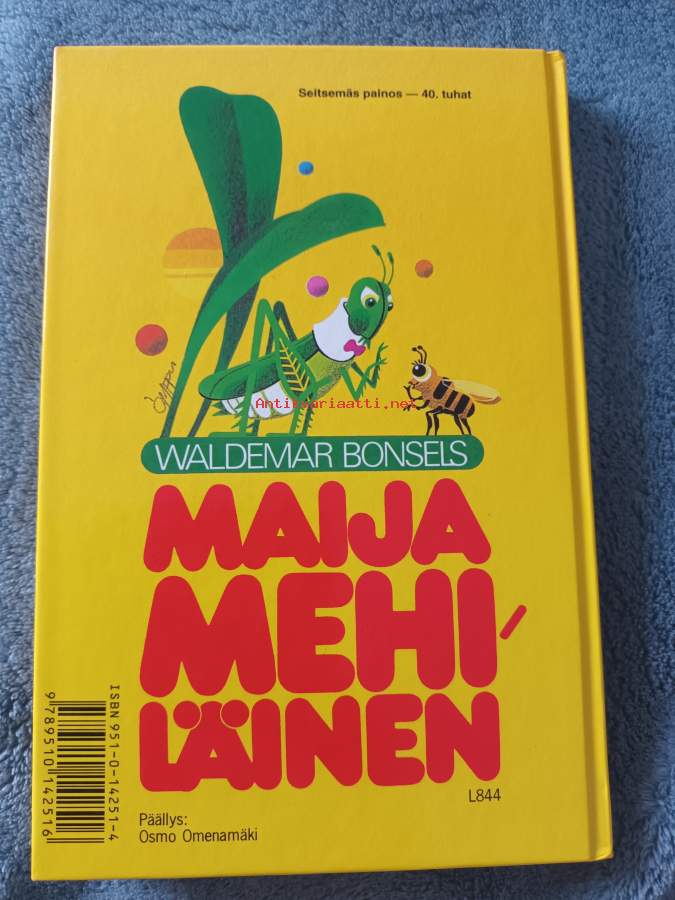 Seitsemäs painos — 40. tuhat
Antikvariaatti.net
WALDEMAR BONSELS
MAIJA
MEHI-
LÄINEN
L844
ISBN 951-0-14251-4
9789510142516
Päällys:
Osmo Omenamäki